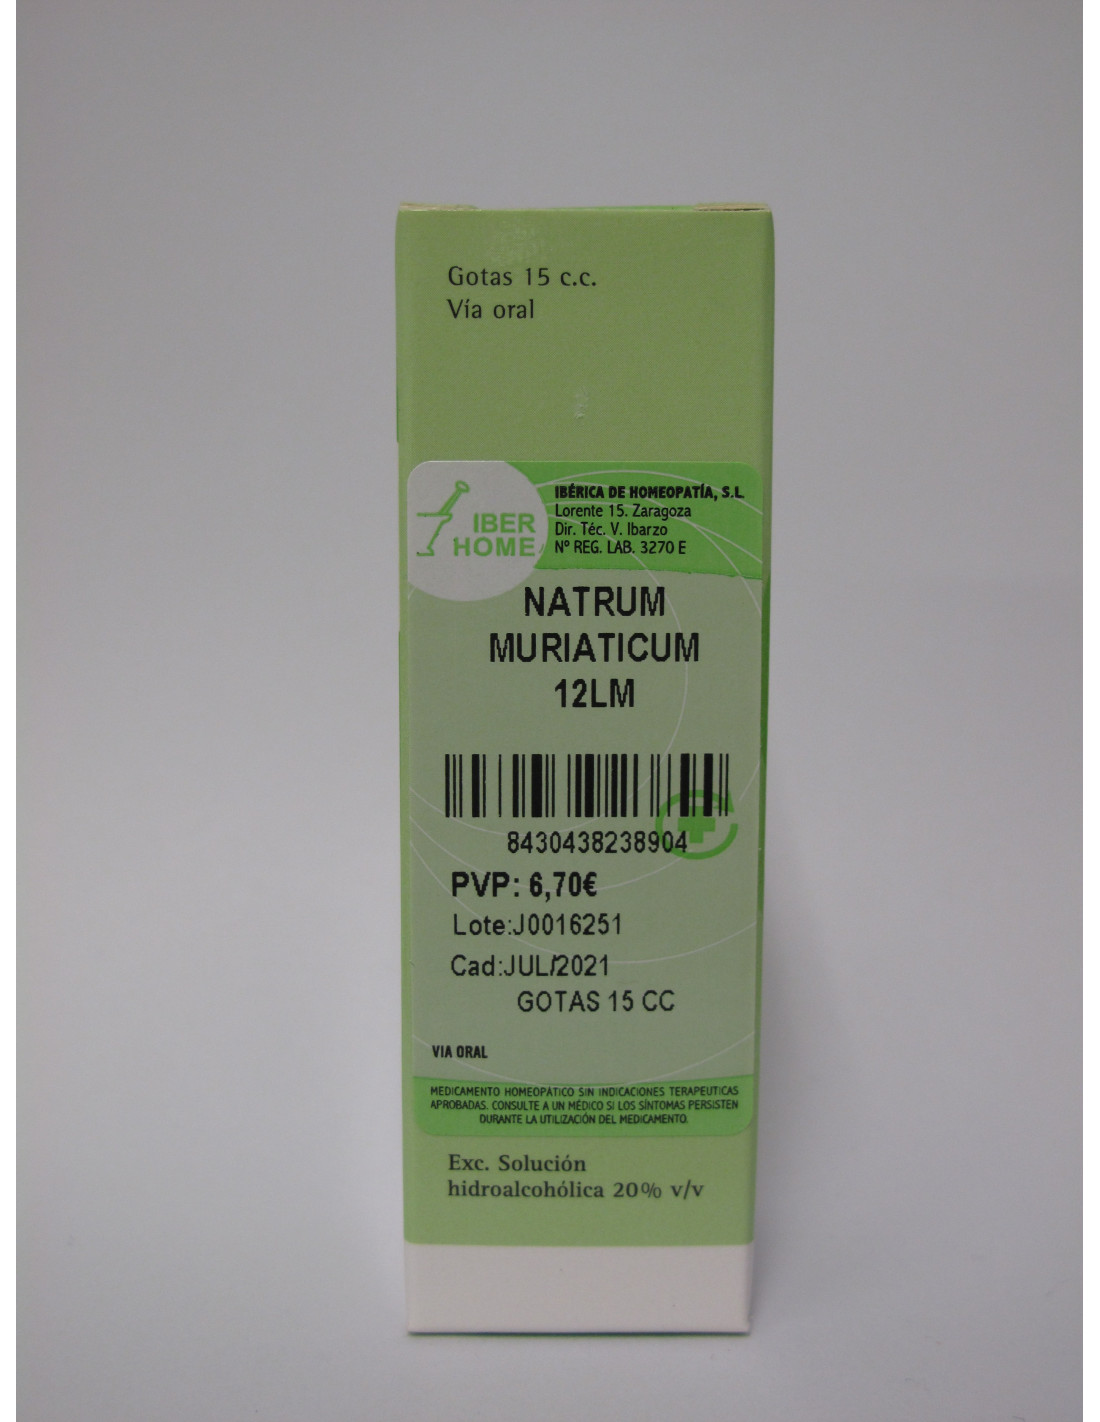 Gotas 15 c.c.
Vía oral
IBER
HOME
IBÉRICA DE HOMEOPATÍA, S.L.
Lorente 15. Zaragoza
Dir. Téc. V. Ibarzo
Nº REG. LAB. 3270 E
NATRUM
MURIATICUM
12LM
8430438238904
PVP: 6,70€
Lote:J0016251
Cad:JUL/2021
GOTAS 15 CC
VIA ORAL
MEDICAMENTO HOMEOPÁTICO SIN INDICACIONES TERAPEUTICAS
APROBADAS. CONSULTE A UN MÉDICO SI LOS SÍNTOMAS PERSISTEN
DURANTE LA UTILIZACIÓN DEL MEDICAMENTO.
Exc. Solución
hidroalcohólica 20% v/v